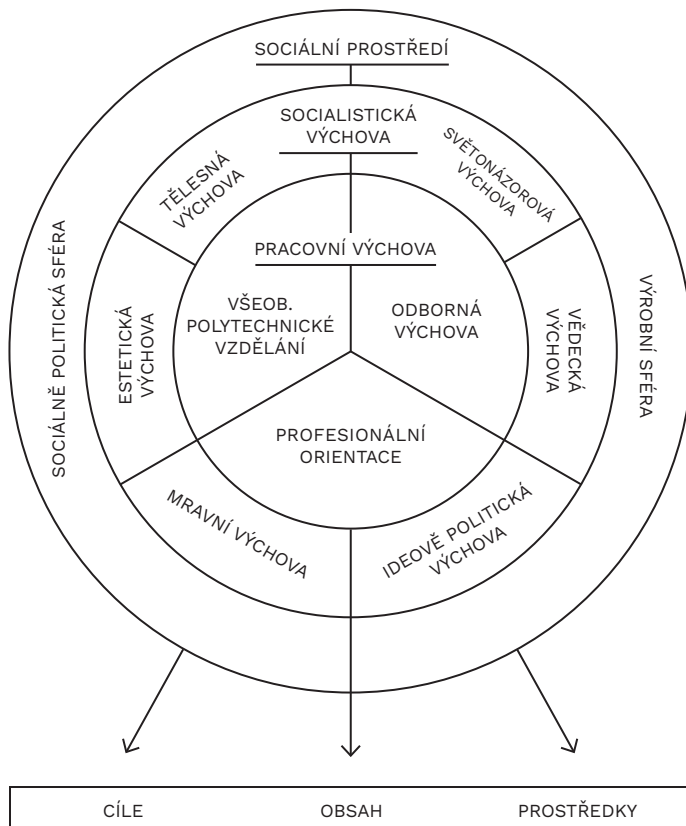 SOCIÁLNÍ PROSTŘEDÍ
SOCIALISTICKÁ
VÝCHOVA
TĚLESNÁ
VÝCHOVA
SVĚTONÁZOROVÁ
VÝCHOVA
SOCIÁLNĚ POLITICKÁ SFÉRA
ESTETICKÁ
VÝCHOVA
PRACOVNÍ VÝCHOVA
VŠEOB.
POLYTECHNICKÉ
VZDĚLÁNÍ
ODBORNÁ
VÝCHOVA
VĚDECKÁ
VÝCHOVA
VÝROBNÍ SFÉRA
PROFESIONÁLNÍ
ORIENTACE
MRAVNÍ VÝCHOVA
IDEOVĚ POLITICKÁ
VÝCHOVA
CÍLE
OBSAH
PROSTŘEDKY